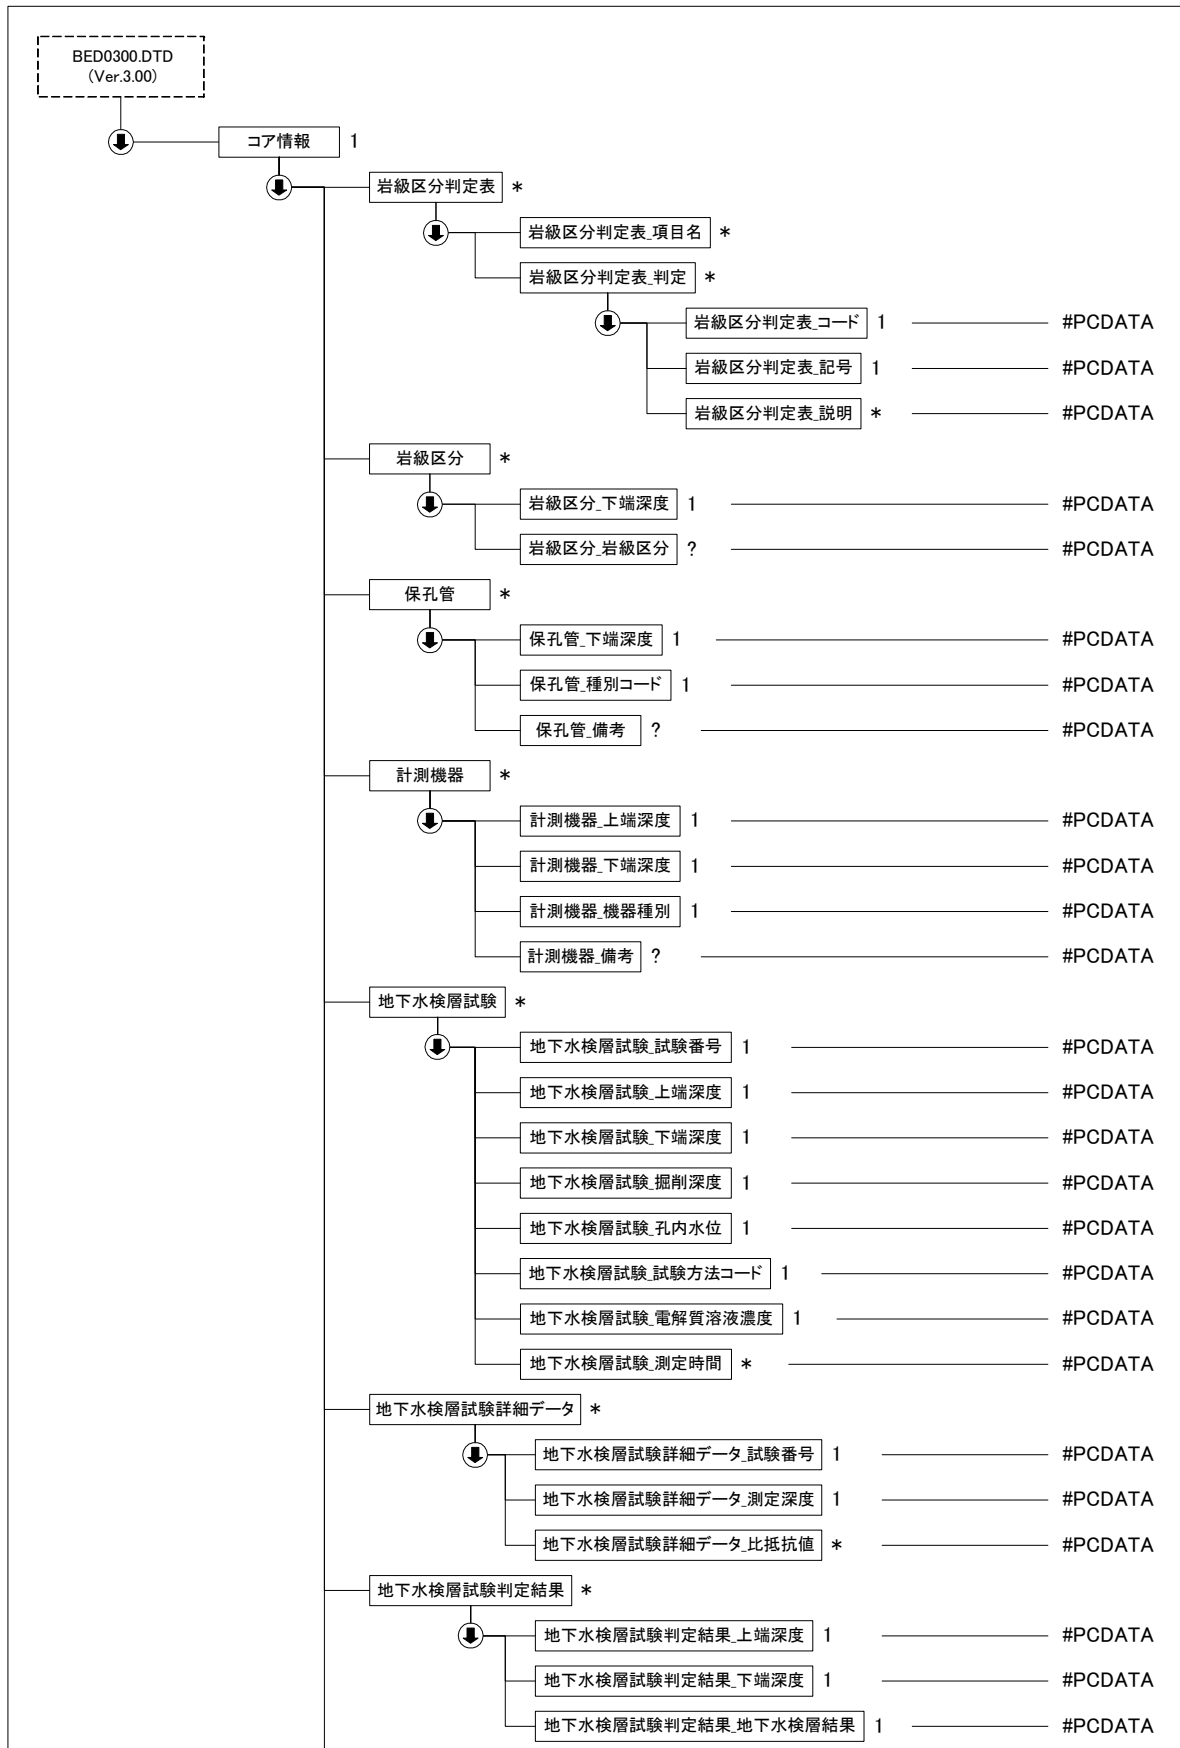 BED0300.DTD
(Ver.3.00)
コア情報 1
岩級区分判定表 *
岩級区分判定表_項目名 *
岩級区分判定表_判定 *
岩級区分判定表_コード 1 #PCDATA
岩級区分判定表_記号 1 #PCDATA
岩級区分判定表_説明 * #PCDATA
岩級区分 *
岩級区分_下端深度 1 #PCDATA
岩級区分_岩級区分 ? #PCDATA
保孔管 *
保孔管_下端深度 1 #PCDATA
保孔管_種別コード 1 #PCDATA
保孔管_備考 ? #PCDATA
計測機器 *
計測機器_上端深度 1 #PCDATA
計測機器_下端深度 1 #PCDATA
計測機器_機器種別 1 #PCDATA
計測機器_備考 ? #PCDATA
地下水検層試験 *
地下水検層試験_試験番号 1 #PCDATA
地下水検層試験_上端深度 1 #PCDATA
地下水検層試験_下端深度 1 #PCDATA
地下水検層試験_掘削深度 1 #PCDATA
地下水検層試験_孔内水位 1 #PCDATA
地下水検層試験_試験方法コード 1 #PCDATA
地下水検層試験_電解質溶液濃度 1 #PCDATA
地下水検層試験_測定時間 * #PCDATA
地下水検層試験詳細データ *
地下水検層試験詳細データ_試験番号 1 #PCDATA
地下水検層試験詳細データ_測定深度 1 #PCDATA
地下水検層試験詳細データ_比抵抗値 * #PCDATA
地下水検層試験判定結果 *
地下水検層試験判定結果_上端深度 1 #PCDATA
地下水検層試験判定結果_下端深度 1 #PCDATA
地下水検層試験判定結果_地下水検層結果 1 #PCDATA